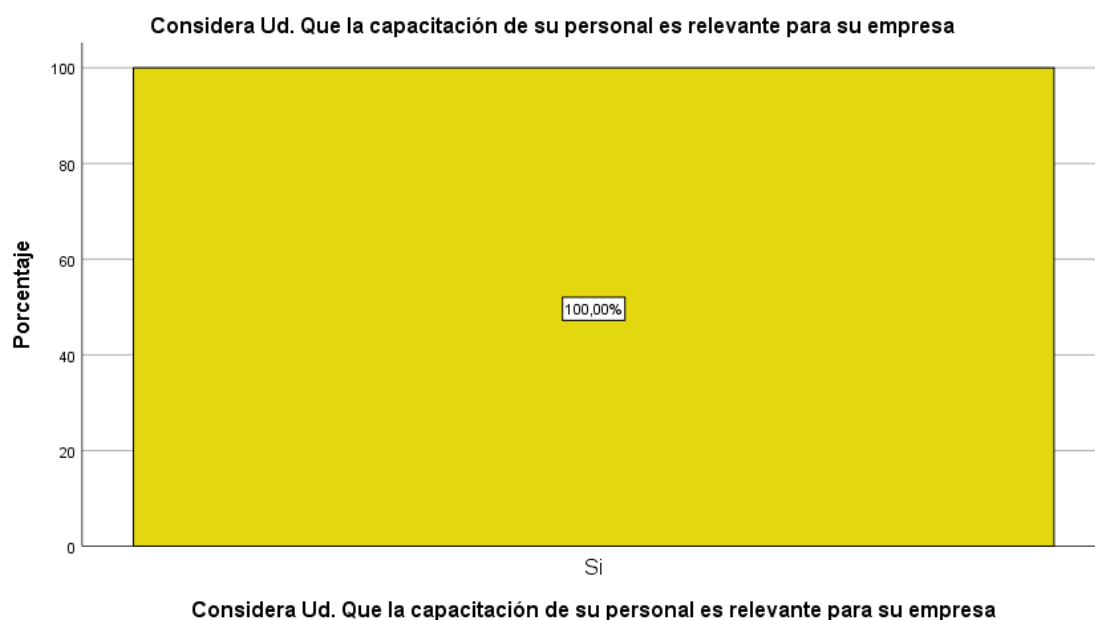 Considera Ud. Que la capacitación de su personal es relevante para su empresa
100
80
60
40
20
0
Porcentaje
100,00%
Si
Considera Ud. Que la capacitación de su personal es relevante para su empresa